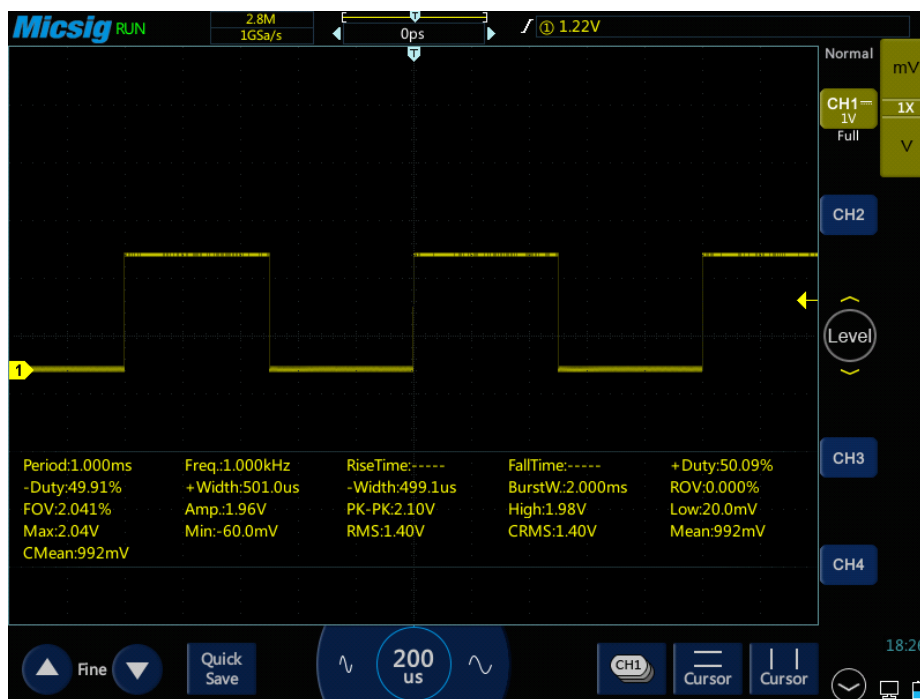 Micsig RUN
2.8M
1GSa/s
T
0ps
① 1.22V
T
Normal
mV
CH1
1V
1X
Full
V
CH2
Level
1
Period:1.000ms Freq.:1.000kHz RiseTime:----- FallTime:----- +Duty:50.09%
-Duty:49.91% +Width:501.0us -Width:499.1us BurstW.:2.000ms ROV:0.000%
FOV:2.041% Amp.:1.96V PK-PK:2.10V High:1.98V Low:20.0mV
Max:2.04V Min:-60.0mV RMS:1.40V CRMS:1.40V Mean:992mV
CMean:992mV
CH3
CH4
Fine
Quick
Save
200
us
CH1
Cursor
Cursor